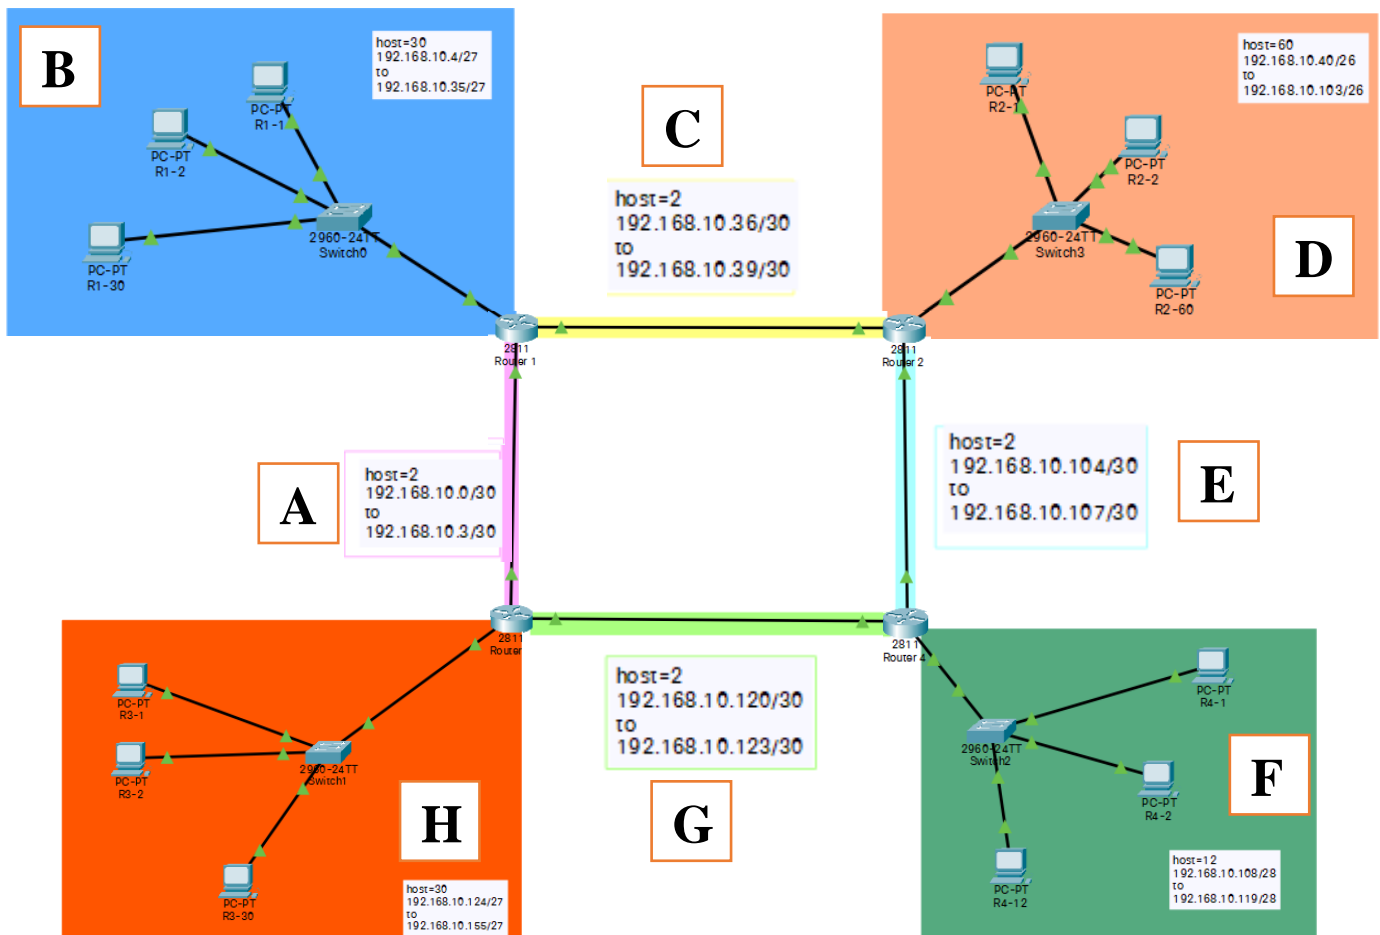 B
host=30
192.168.10.4/27
to
192.168.10.35/27
PC-PT
R1-1
PC-PT
R1-2
PC-PT
R1-30
2960-24TT
Switch0
C
host=2
192.168.10.36/30
to
192.168.10.39/30
host=60
192.168.10.40/26
to
192.168.10.103/26
PC-PT
R2-1
PC-PT
R2-2
PC-PT
R2-60
2960-24TT
Switch3
D
2811
Router 1
2811
Router 2
A
host=2
192.168.10.0/30
to
192.168.10.3/30
host=2
192.168.10.104/30
to
192.168.10.107/30
E
2811
Router
2811
Router 4
host=2
192.168.10.120/30
to
192.168.10.123/30
G
PC-PT
R3-1
PC-PT
R3-2
PC-PT
R3-30
2960-24TT
Switch1
H
host=30
192.168.10.124/27
to
192.168.10.155/27
PC-PT
R4-1
PC-PT
R4-2
PC-PT
R4-12
2960-24TT
Switch2
F
host=12
192.168.10.108/28
to
192.168.10.119/28